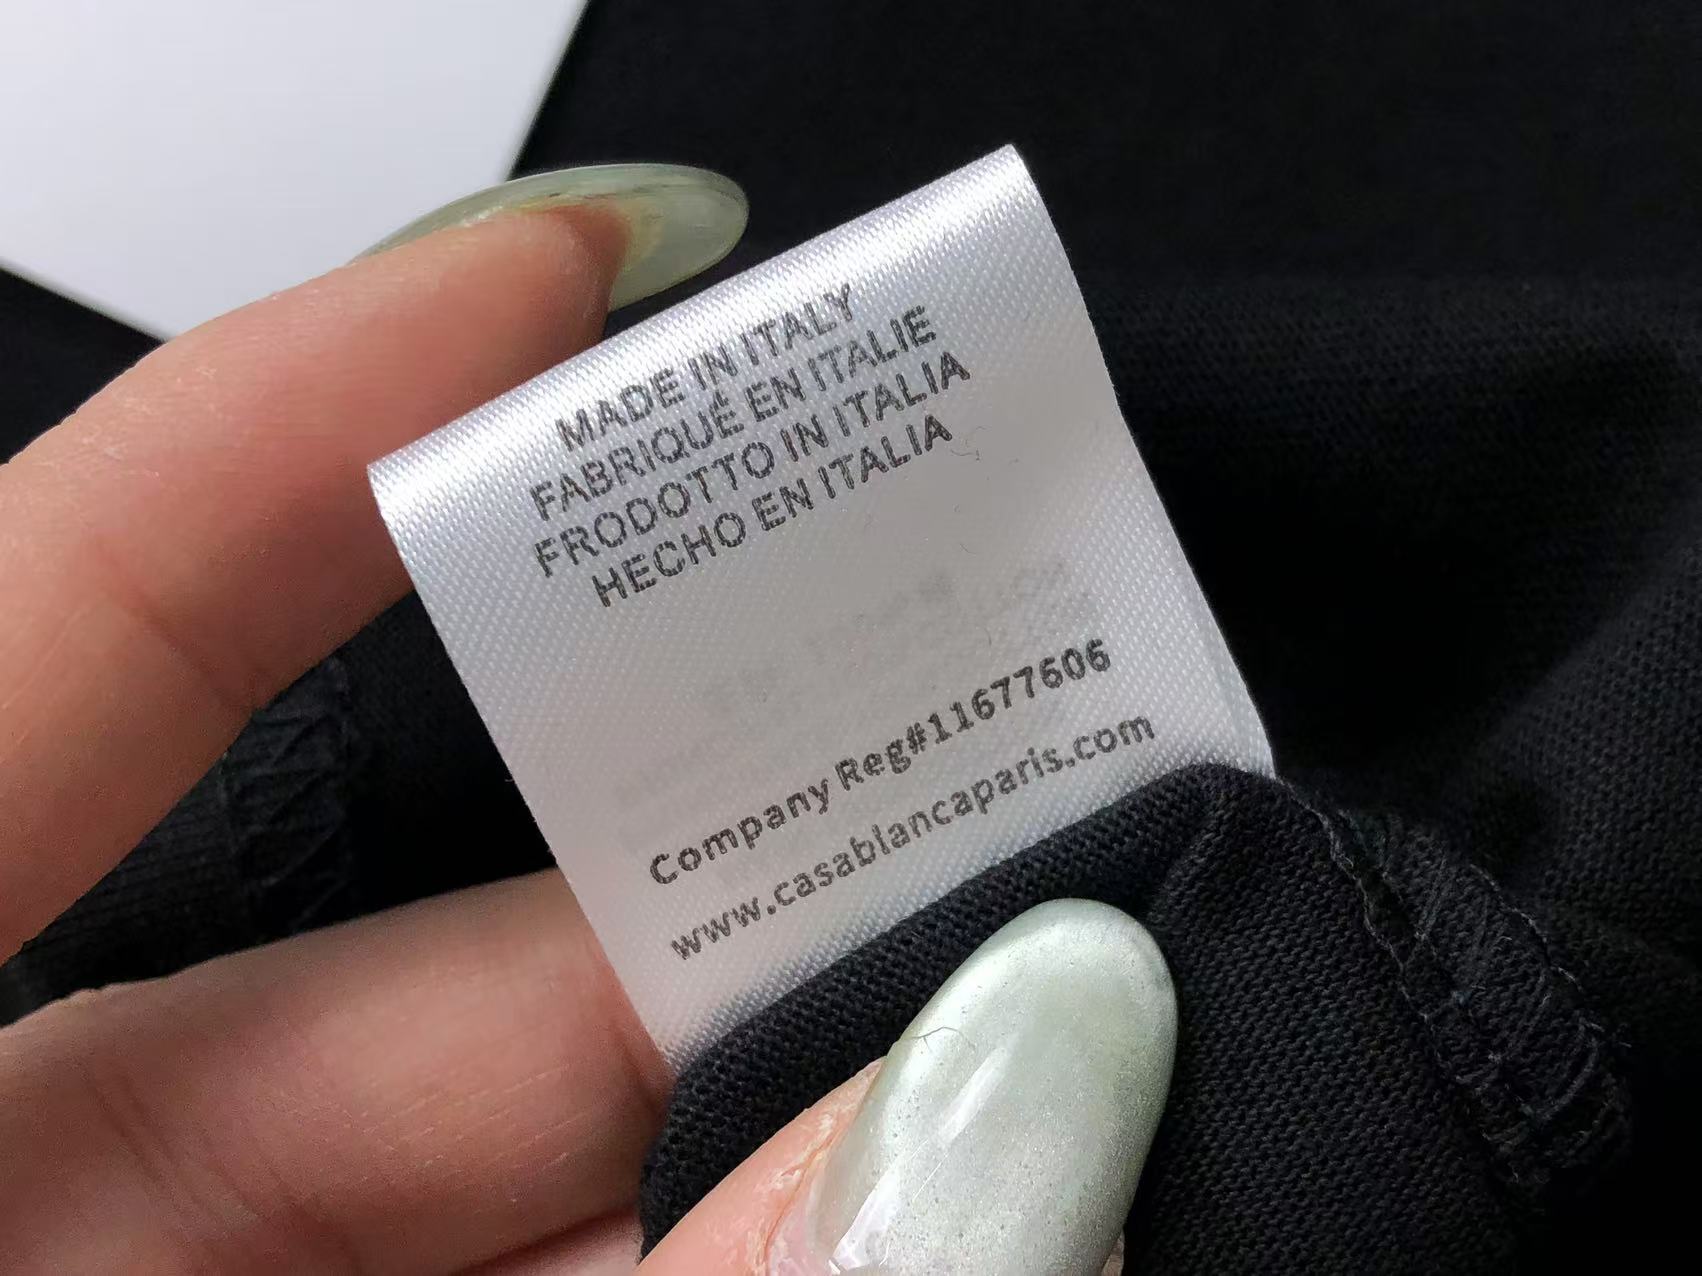 MADE IN ITALY
FABRIQUÉ EN ITALIE
FRODOTTO IN ITALIA
HECHO EN ITALIA
Company Reg#11677606
www.casablancaparis.com